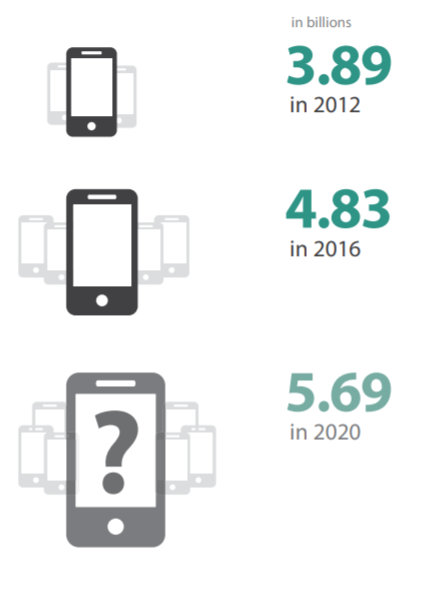 in billions
3.89
in 2012
4.83
in 2016
?
5.69
in 2020